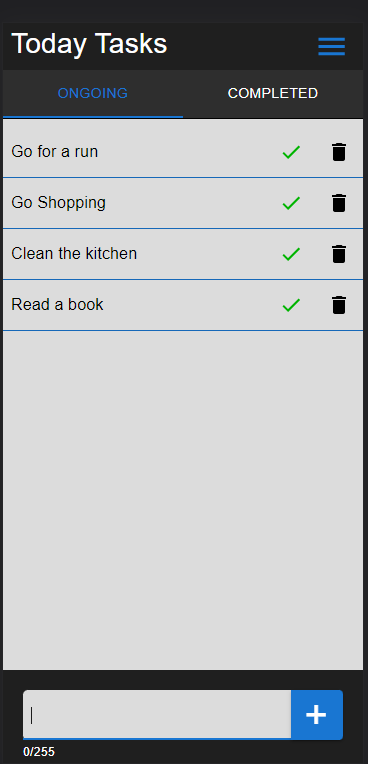 Today Tasks
ONGOING COMPLETED
Go for a run
Go Shopping
Clean the kitchen
Read a book
0/255